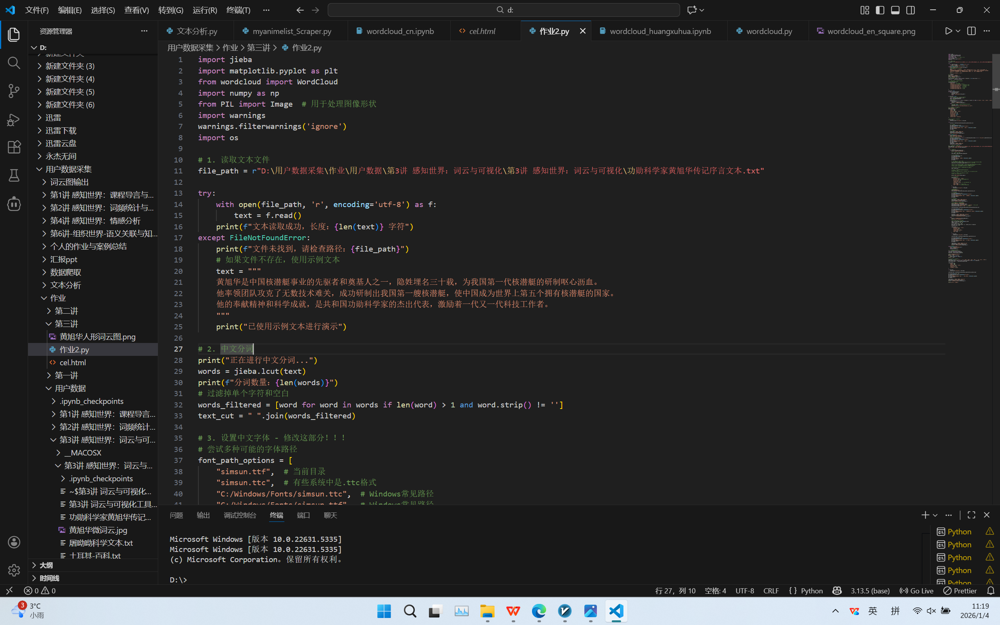 文件(F) 编辑(E) 选择(S) 查看(V) 转到(G) 运行(R) 终端(T) ··· d:
资源管理器
D:
新建文件夹
新建文件夹 (3)
新建文件夹 (4)
新建文件夹 (5)
新建文件夹 (6)
迅雷
迅雷下载
迅雷云盘
永杰无间
用户数据采集
词云图输出
第1讲 感知世界：课程导言与...
第2讲 感知世界：词频统计与...
第4讲 感知世界：情感分析
第6讲-组织世界-语义关联与知...
个人的作业与案例总结
汇报ppt
数据爬取
文本分析
作业
第二讲
第三讲
黄旭华人形词云图.png
作业2.py
cel.html
第一讲
用户数据
.ipynb_checkpoints
第1讲 感知世界：课程导言...
第2讲 感知世界：词频统计...
第3讲 感知世界：词云与可...
__MACOSX
第3讲 感知世界：词云与...
.ipynb_checkpoints
~$第3讲 词云与可视化...
第3讲 词云与可视化工具...
功勋科学家黄旭华传记...
黄旭华微词云.jpg
屠呦呦科学文本.txt
土耳其-百科.txt
大纲
时间线
文本分析.py myanimelist_Scraper.py wordcloud_cn.ipynb cel.html 作业2.py wordcloud_huangxuhua.ipynb wordcloud.py wordcloud_en_square.png
用户数据采集 > 作业 > 第三讲 > 作业2.py
1 import jieba
2 import matplotlib.pyplot as plt
3 from wordcloud import WordCloud
4 import numpy as np
5 from PIL import Image  # 用于处理图像形状
6 import warnings
7 warnings.filterwarnings('ignore')
8 import os
9
10 # 1. 读取文本文件
11 file_path = r"D:\用户数据采集\作业\用户数据\第3讲 感知世界：词云与可视化\第3讲 感知世界：词云与可视化\功勋科学家黄旭华传记序言文本.txt"
12
13 try:
14     with open(file_path, 'r', encoding='utf-8') as f:
15         text = f.read()
16     print(f"文本读取成功，长度：{len(text)} 字符")
17 except FileNotFoundError:
18     print(f"文件未找到，请检查路径：{file_path}")
19     # 如果文件不存在，使用示例文本
20     text = """
21     黄旭华是中国核潜艇事业的先驱者和奠基人之一，隐姓埋名三十载，为我国第一代核潜艇的研制呕心沥血。
22     他率领团队攻克了无数技术难关，成功研制出我国第一艘核潜艇，使中国成为世界上第五个拥有核潜艇的国家。
23     他的奉献精神和科学成就，是共和国功勋科学家的杰出代表，激励着一代又一代科技工作者。
24     """
25     print("已使用示例文本进行演示")
26
27 # 2. 中文分词
28 print("正在进行中文分词...")
29 words = jieba.lcut(text)
30 print(f"分词数量：{len(words)}")
31 # 过滤掉单个字符和空白
32 words_filtered = [word for word in words if len(word) > 1 and word.strip() != '']
33 text_cut = " ".join(words_filtered)
34
35 # 3. 设置中文字体 - 修改这部分！！！
36 # 尝试多种可能的字体路径
37 font_path_options = [
38     "simsun.ttf",  # 当前目录
39     "simsun.ttc",  # 有些系统中是.ttc格式
40     "C:/Windows/Fonts/simsun.ttc",  # Windows常见路径
41     "C:/Windows/Fonts/simsun.ttf",  # Windows常见路径
问题 输出 调试控制台 终端 端口 聊天
Microsoft Windows [版本 10.0.22631.5335]
Microsoft Windows [版本 10.0.22631.5335]
(c) Microsoft Corporation。保留所有权利。
D:\>
Python
Python
Python
Python
Python
0 0 行 27，列 10 空格: 4 UTF-8 CRLF { } Python 3.13.5 (base) Go Live Prettier
3 3°C
小雨
英 拼
11:19
2026/1/4